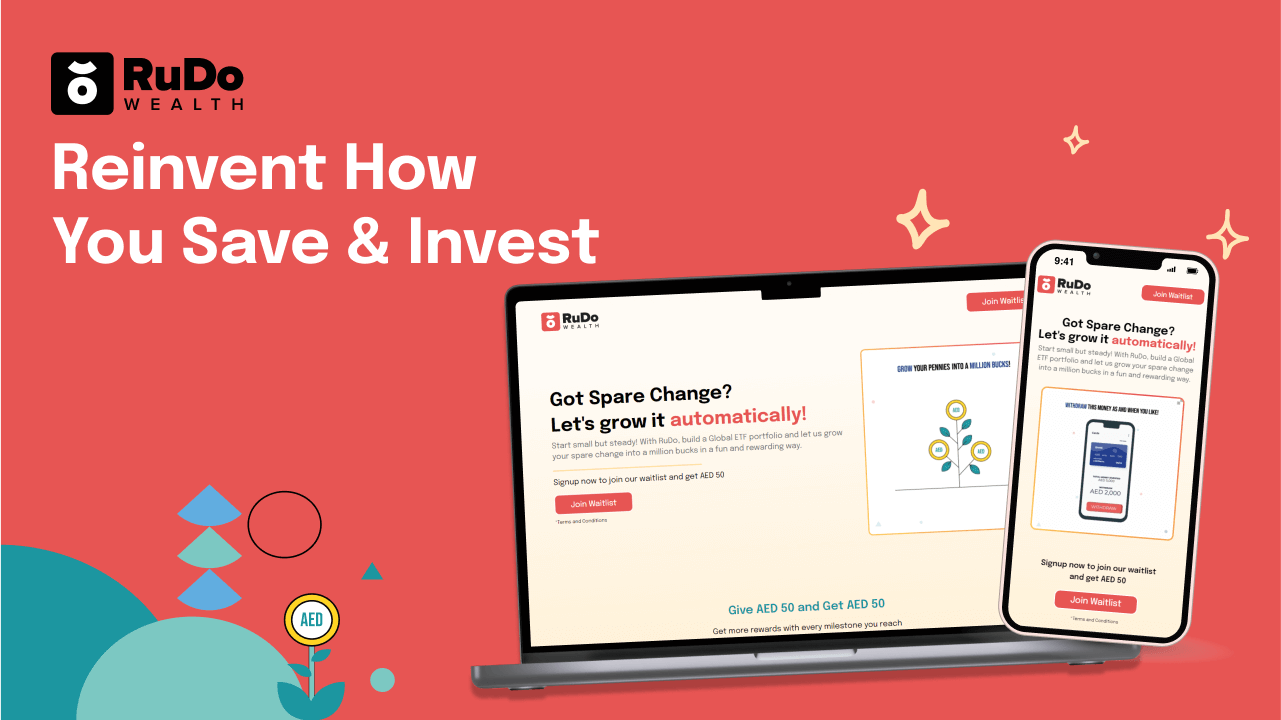 RuDo
WEALTH
Reinvent How
You Save & Invest
AED
RuDo
WEALTH
Join Waitlis
Got Spare Change?
Let's grow it automatically!
Start small but steady! With RuDo, build a Global ETF portfolio and let us grow
your spare change into a million bucks in a fun and rewarding way.
Signup now to join our waitlist and get AED 50
Join Waitlist
*Terms and Conditions
GROW YOUR PENNIES INTO A MILLION BUCKS!
AED
AED
AED
Give AED 50 and Get AED 50
Get more rewards with every milestone you reach
9:41
RuDo
WEALTH
Join Waitlist
Got Spare Change?
Let's grow it automatically!
Start small but steady! With RuDo, build a Global
ETF portfolio and let us grow your spare change
into a million bucks in a fun and rewarding way.
WITHDRAW THIS MONEY AS AND WHEN YOU LIKE!
AED 2,000
WITHDRAW
Signup now to join our waitlist
and get AED 50
Join Waitlist
*Terms and Conditions